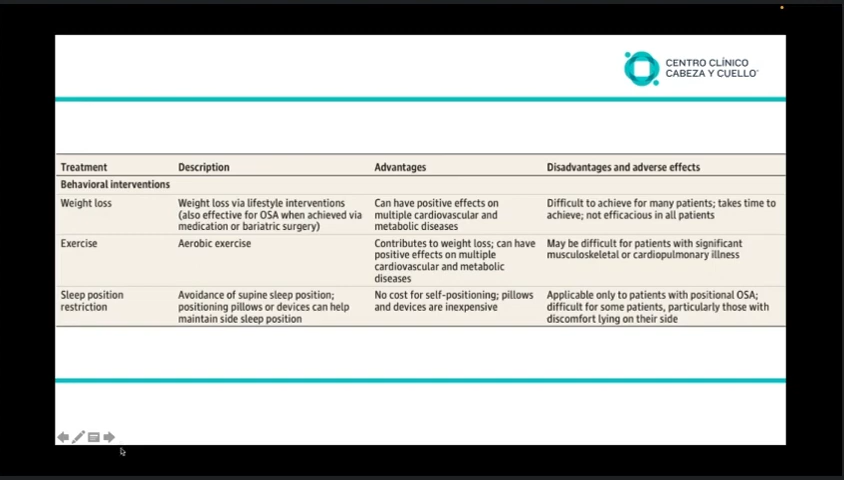 CENTRO CLÍNICO
CABEZA Y CUELLO
Treatment Description Advantages Disadvantages and adverse effects
Behavioral interventions
Weight loss
Weight loss via lifestyle interventions
(also effective for OSA when achieved via
medication or bariatric surgery)
Can have positive effects on
multiple cardiovascular and
metabolic diseases
Difficult to achieve for many patients; takes time to
achieve; not efficacious in all patients
Exercise
Aerobic exercise
Contributes to weight loss; can have
positive effects on multiple
cardiovascular and metabolic
diseases
May be difficult for patients with significant
musculoskeletal or cardiopulmonary illness
Sleep position
restriction
Avoidance of supine sleep position;
positioning pillows or devices can help
maintain side sleep position
No cost for self-positioning; pillows
and devices are inexpensive
Applicable only to patients with positional OSA;
difficult for some patients, particularly those with
discomfort lying on their side